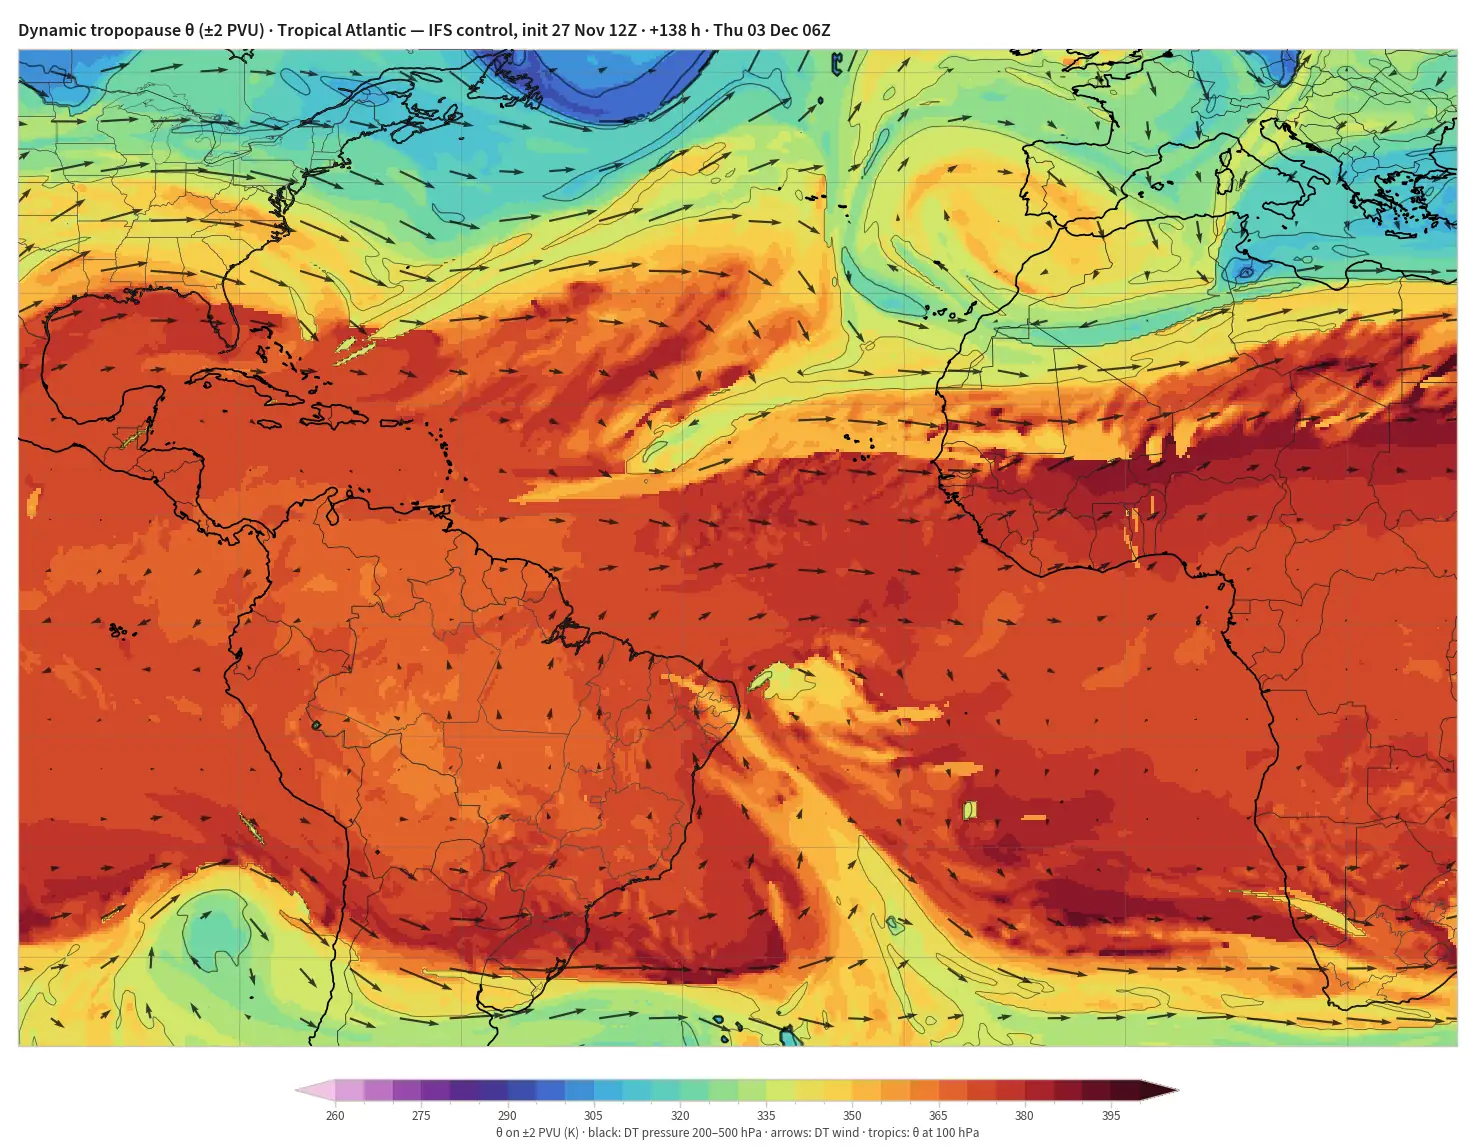 Dynamic tropopause θ (±2 PVU) · Tropical Atlantic — IFS control, init 27 Nov 12Z · +138 h · Thu 03 Dec 06Z
260 275 290 305 320 335 350 365 380 395
θ on ±2 PVU (K) · black: DT pressure 200–500 hPa · arrows: DT wind · tropics: θ at 100 hPa